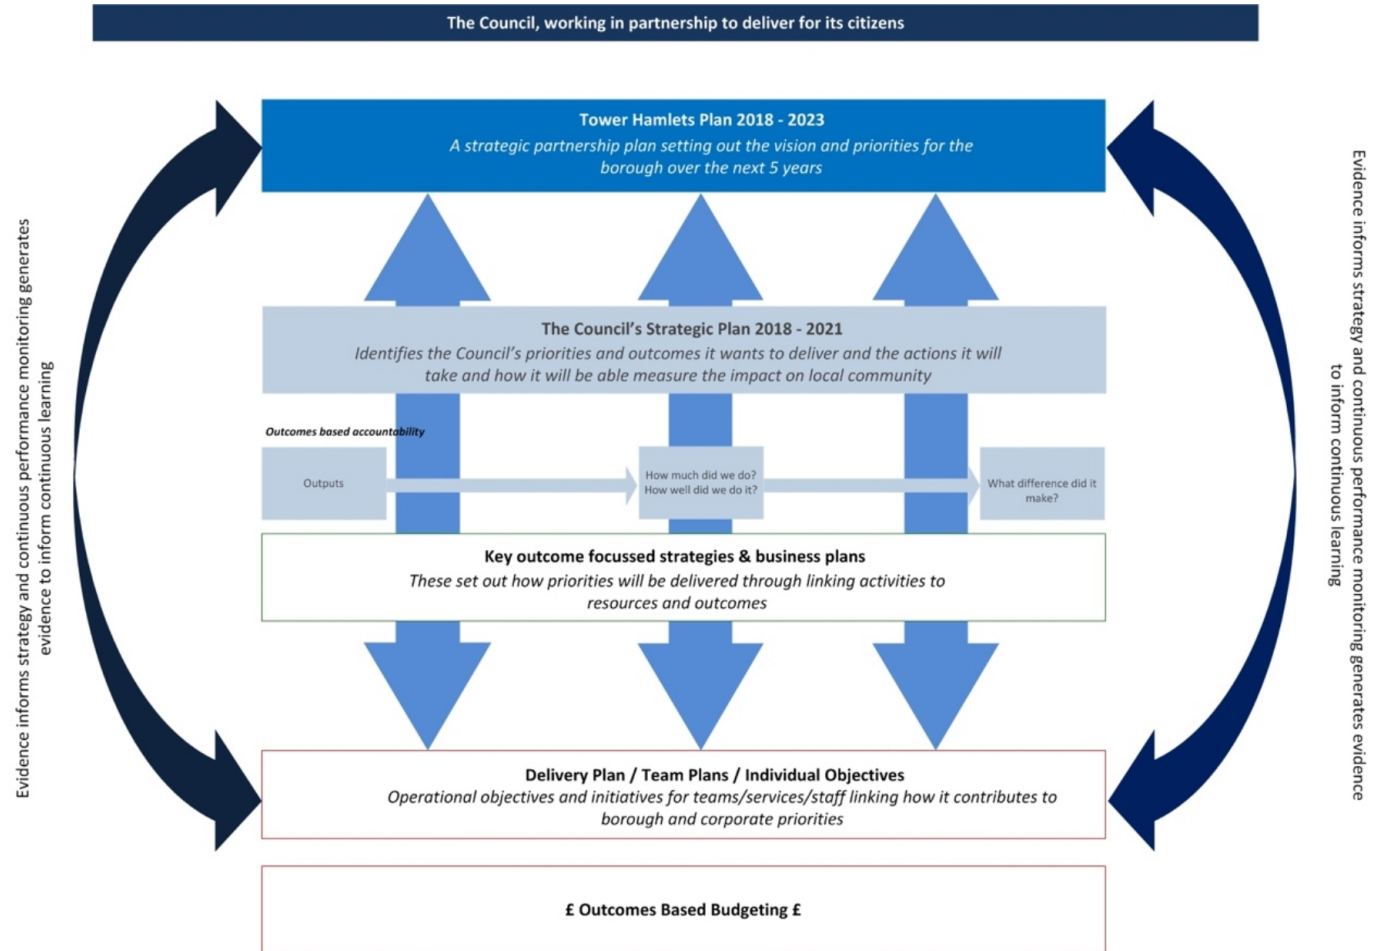 The Council, working in partnership to deliver for its citizens
Tower Hamlets Plan 2018 - 2023
A strategic partnership plan setting out the vision and priorities for the
borough over the next 5 years
Evidence informs strategy and continuous performance monitoring generates
evidence to inform continuous learning
The Council’s Strategic Plan 2018 - 2021
Identifies the Council’s priorities and outcomes it wants to deliver and the actions it will
take and how it will be able measure the impact on local community
Outcomes based accountability
Outputs
How much did we do?
How well did we do it?
What difference did it
make?
Key outcome focussed strategies & business plans
These set out how priorities will be delivered through linking activities to
resources and outcomes
Delivery Plan / Team Plans / Individual Objectives
Operational objectives and initiatives for teams/services/staff linking how it contributes to
borough and corporate priorities
£ Outcomes Based Budgeting £
Evidence informs strategy and continuous performance monitoring generates evidence
to inform continuous learning